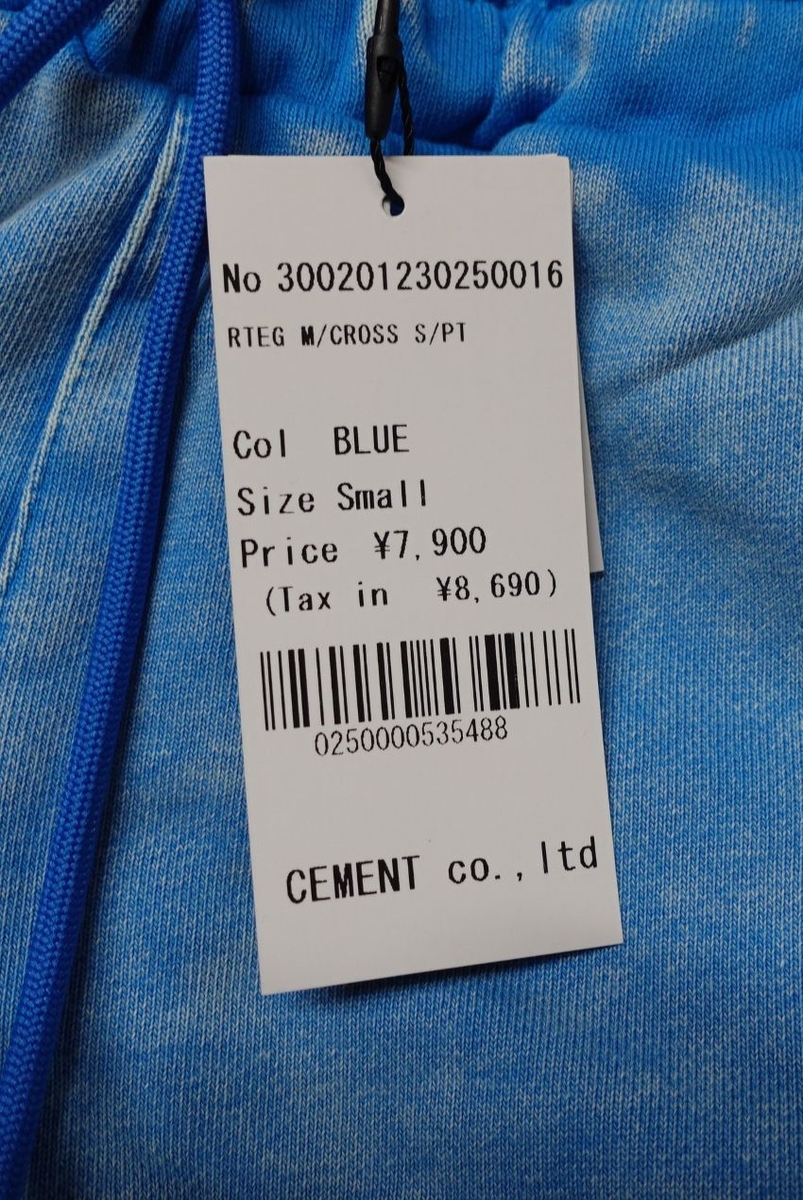 No 300201230250016
RTEG M/CROSS S/PT
Col BLUE
Size Small
Price ¥7,900
(Tax in ¥8,690)
0250000535488
CEMENT co.,ltd